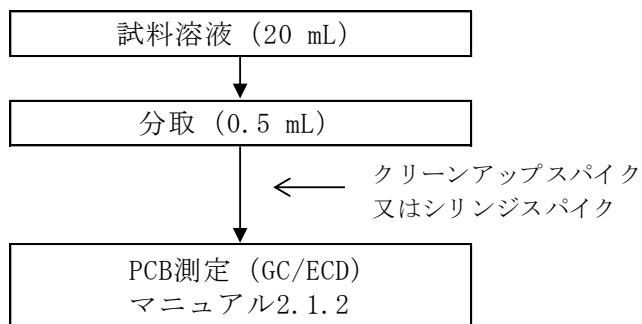 試料溶液 (20 mL)
分取 (0.5 mL)
クリーンアップスパイク
又はシリンジスパイク
PCB測定 (GC/ECD)
マニュアル2.1.2